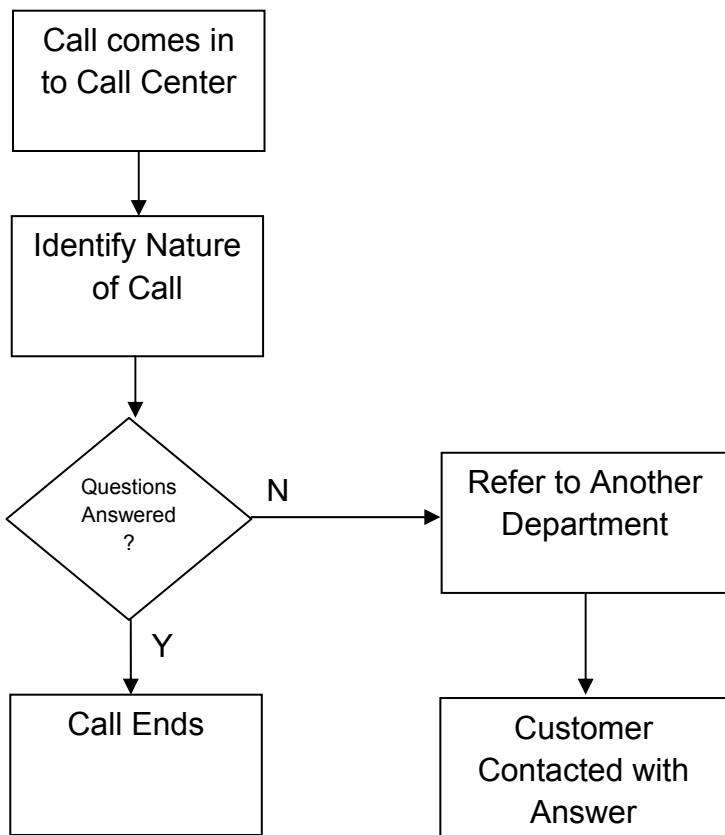 Call comes in
to Call Center
Identify Nature
of Call
Questions
Answered
?
N
Refer to Another
Department
Y
Call Ends
Customer
Contacted with
Answer